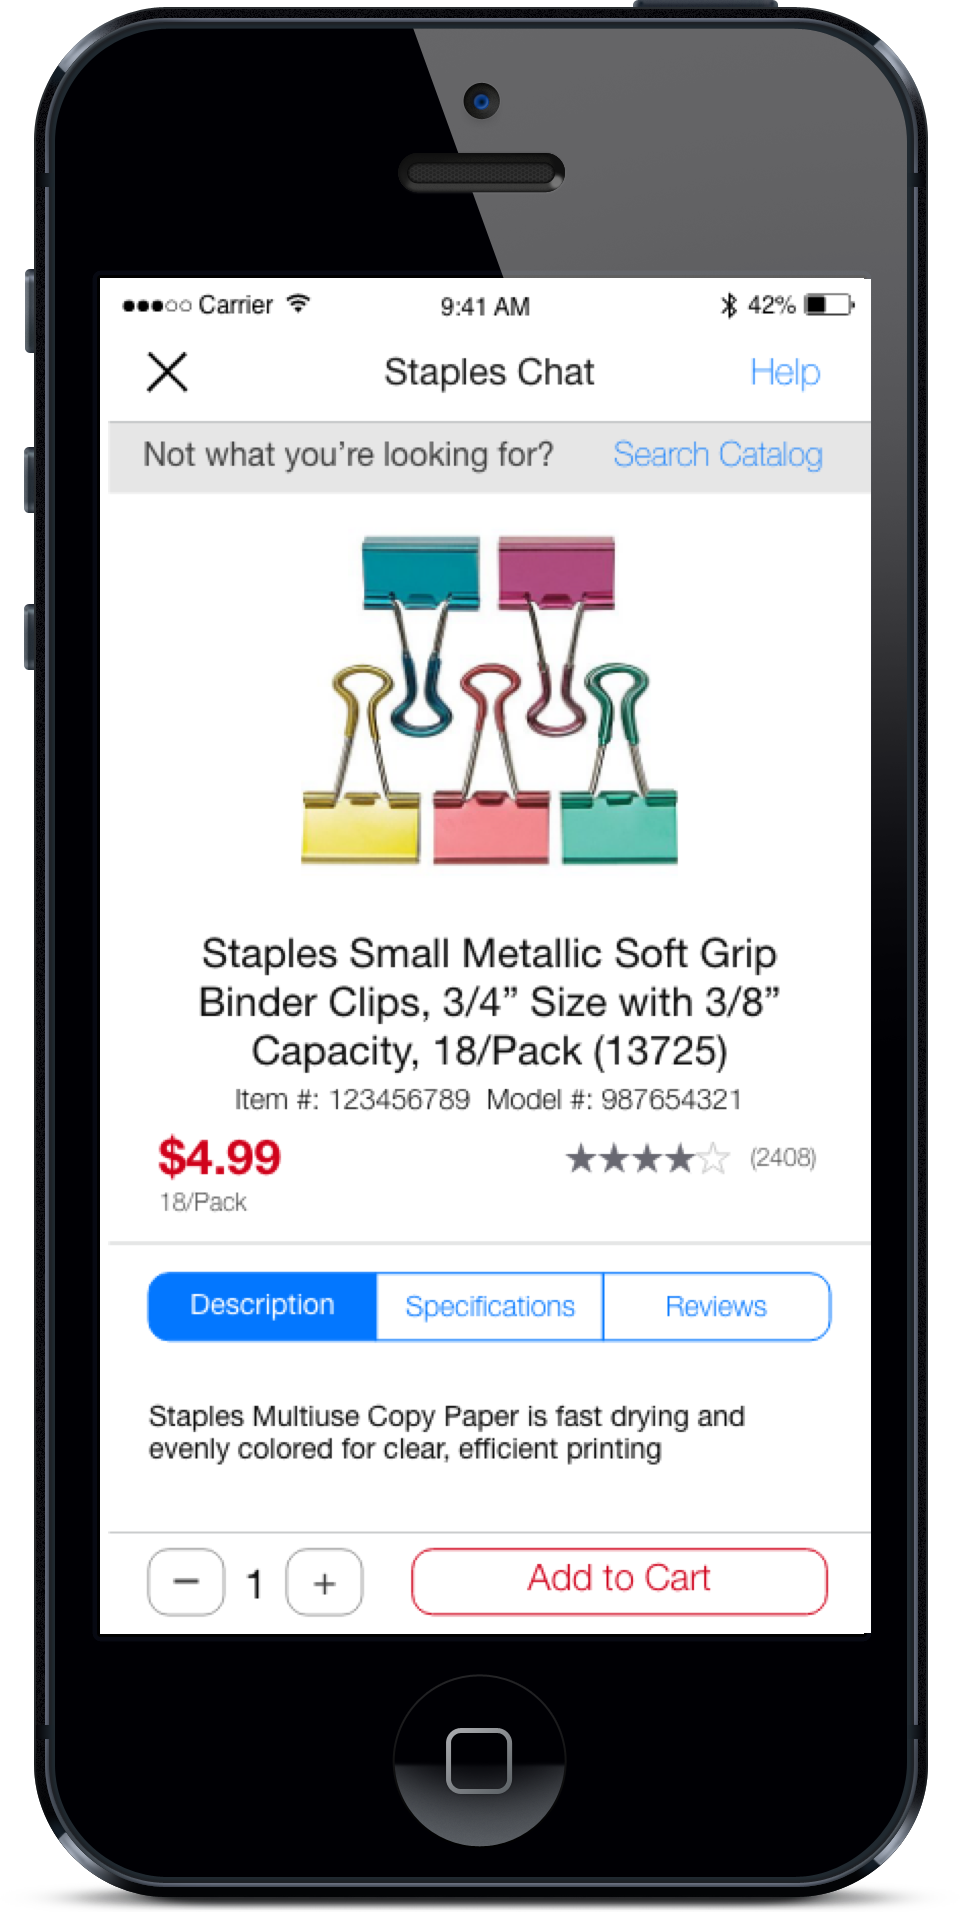 Carrier 9:41 AM 42%
Staples Chat Help
Not what you’re looking for? Search Catalog
Staples Small Metallic Soft Grip
Binder Clips, 3/4” Size with 3/8”
Capacity, 18/Pack (13725)
Item #: 123456789 Model #: 987654321
$4.99 (2408)
18/Pack
Description Specifications Reviews
Staples Multiuse Copy Paper is fast drying and
evenly colored for clear, efficient printing
− 1 + Add to Cart